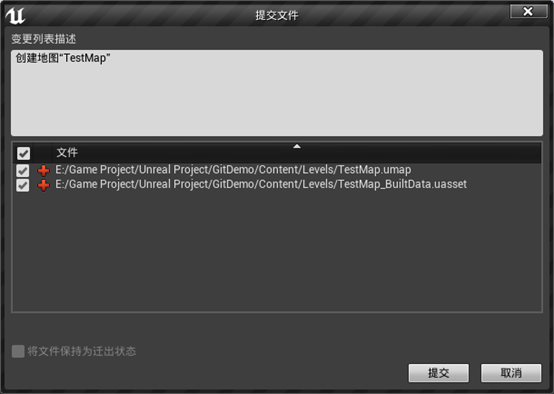 提交文件
变更列表描述
创建地图“TestMap”
文件
E:/Game Project/Unreal Project/GitDemo/Content/Levels/TestMap.umap
E:/Game Project/Unreal Project/GitDemo/Content/Levels/TestMap_BuiltData.uasset
将文件保持为迁出状态
提交 取消